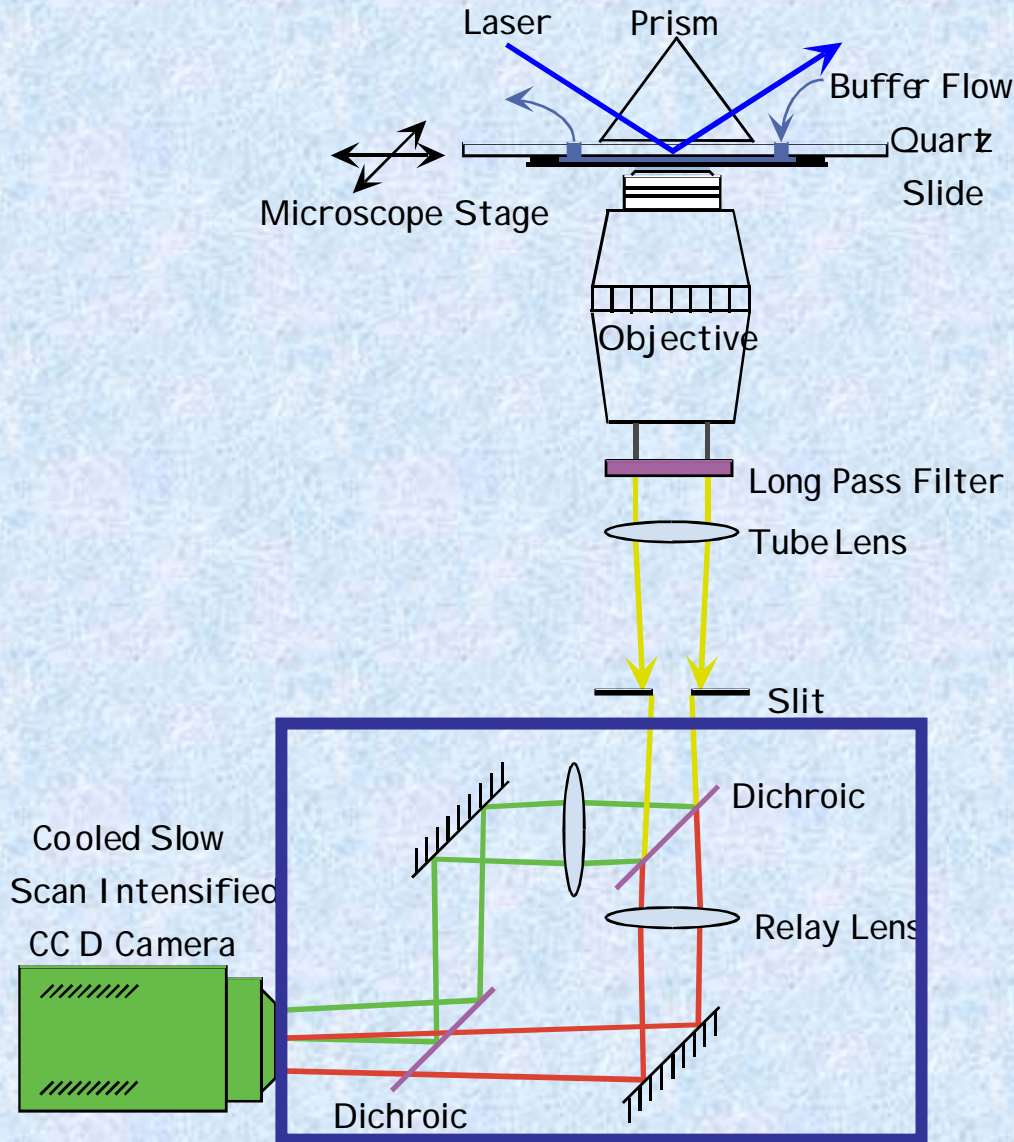 Laser
Prism
Buffer Flow
Quartz
Slide
Microscope Stage
Objective
Long Pass Filter
Tube Lens
Slit
Dichroic
Cooled Slow
Scan Intensified
CCD Camera
Relay Lens
Dichroic